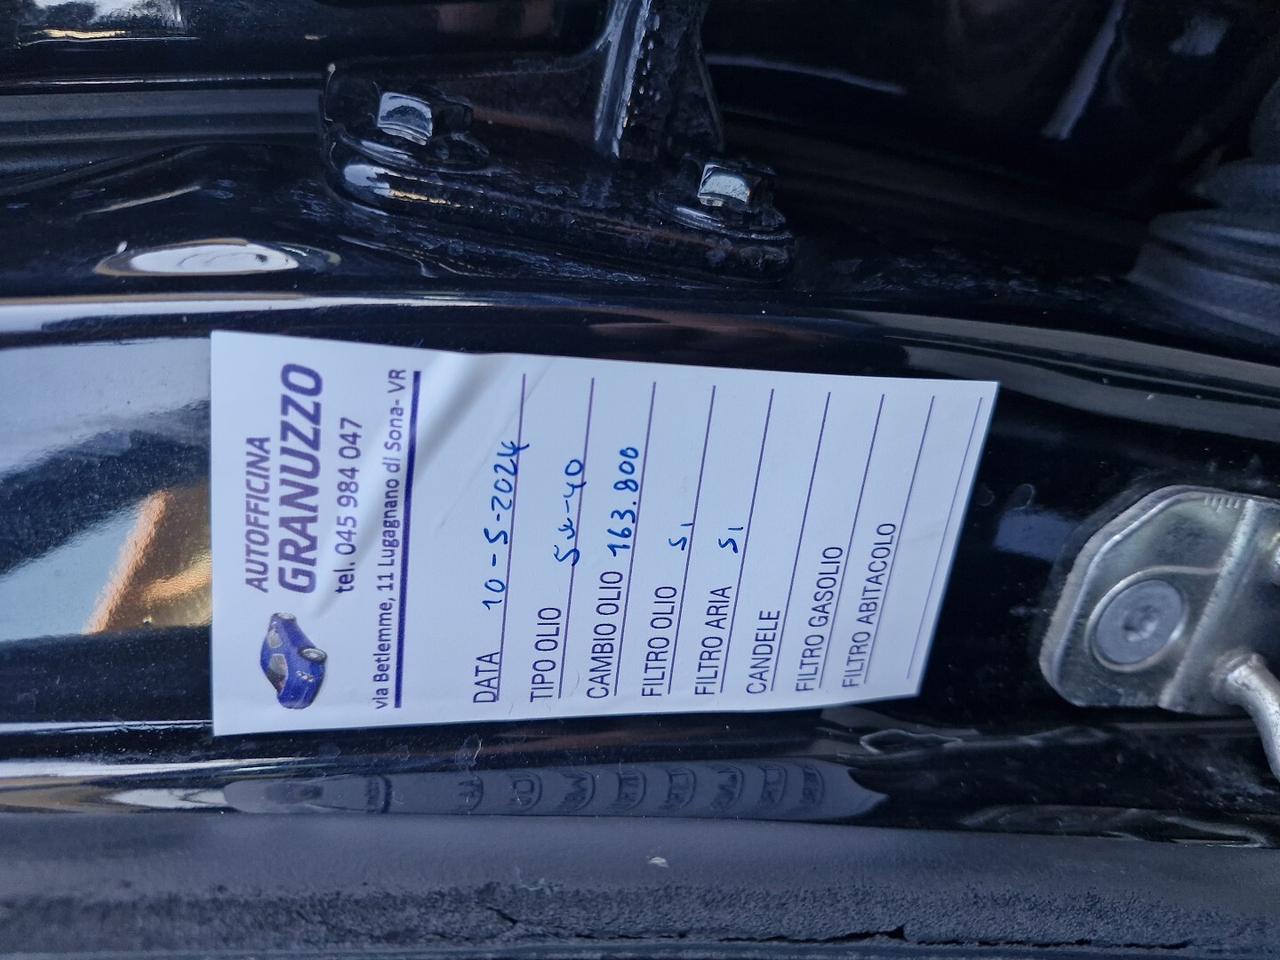 AUTOFFICINA
GRANUZZO
tel. 045 984 047
via Betlemme, 11 Lugagnano di Sona- VR
DATA 10-5-2024
TIPO OLIO 5w-40
CAMBIO OLIO 163.800
FILTRO OLIO Si
FILTRO ARIA Si
CANDELE
FILTRO GASOLIO
FILTRO ABITACOLO